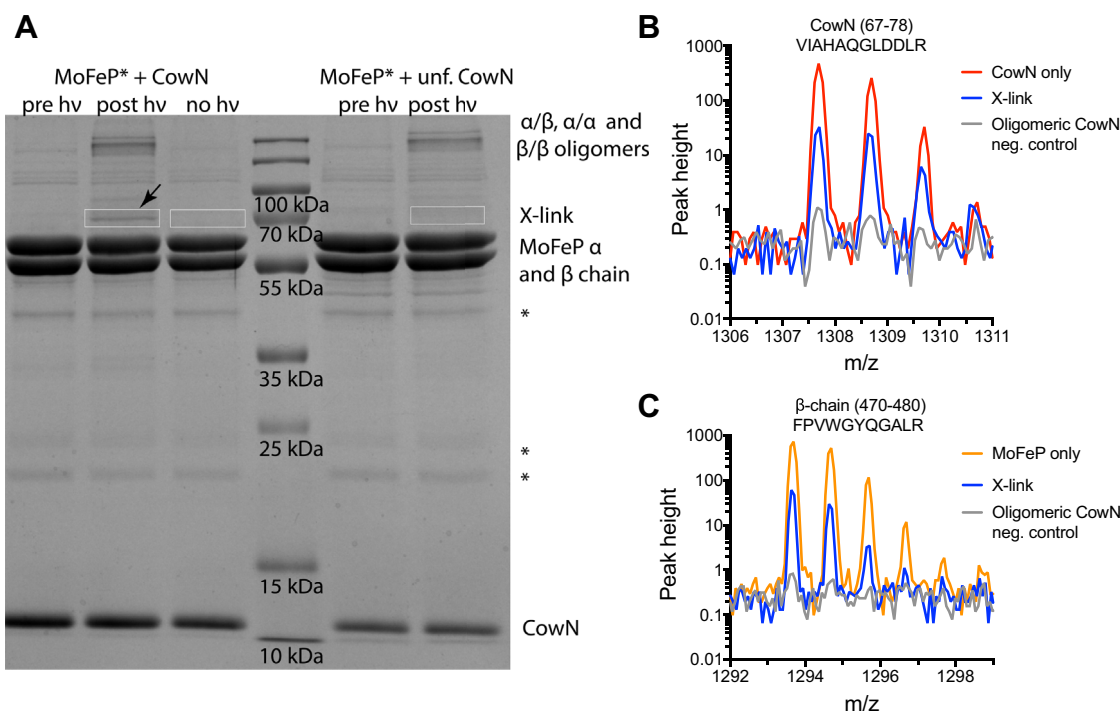 A
MoFeP* + CowN
MoFeP* + unf. CowN
pre hν
post hν
no hν
pre hν
post hν
α/β, α/α and
β/β oligomers
X-link
MoFeP α
and β chain
*
*
*
CowN
100 kDa
70 kDa
55 kDa
35 kDa
25 kDa
15 kDa
10 kDa
B
CowN (67-78)
VIAHAQGLDDLR
Peak height
1000
100
10
1
0.1
0.01
1306
1307
1308
1309
1310
1311
m/z
CowN only
X-link
Oligomeric CowN
neg. control
C
β-chain (470-480)
FPVWGYQGALR
Peak height
1000
100
10
1
0.1
0.01
1292
1294
1296
1298
m/z
MoFeP only
X-link
Oligomeric CowN
neg. control